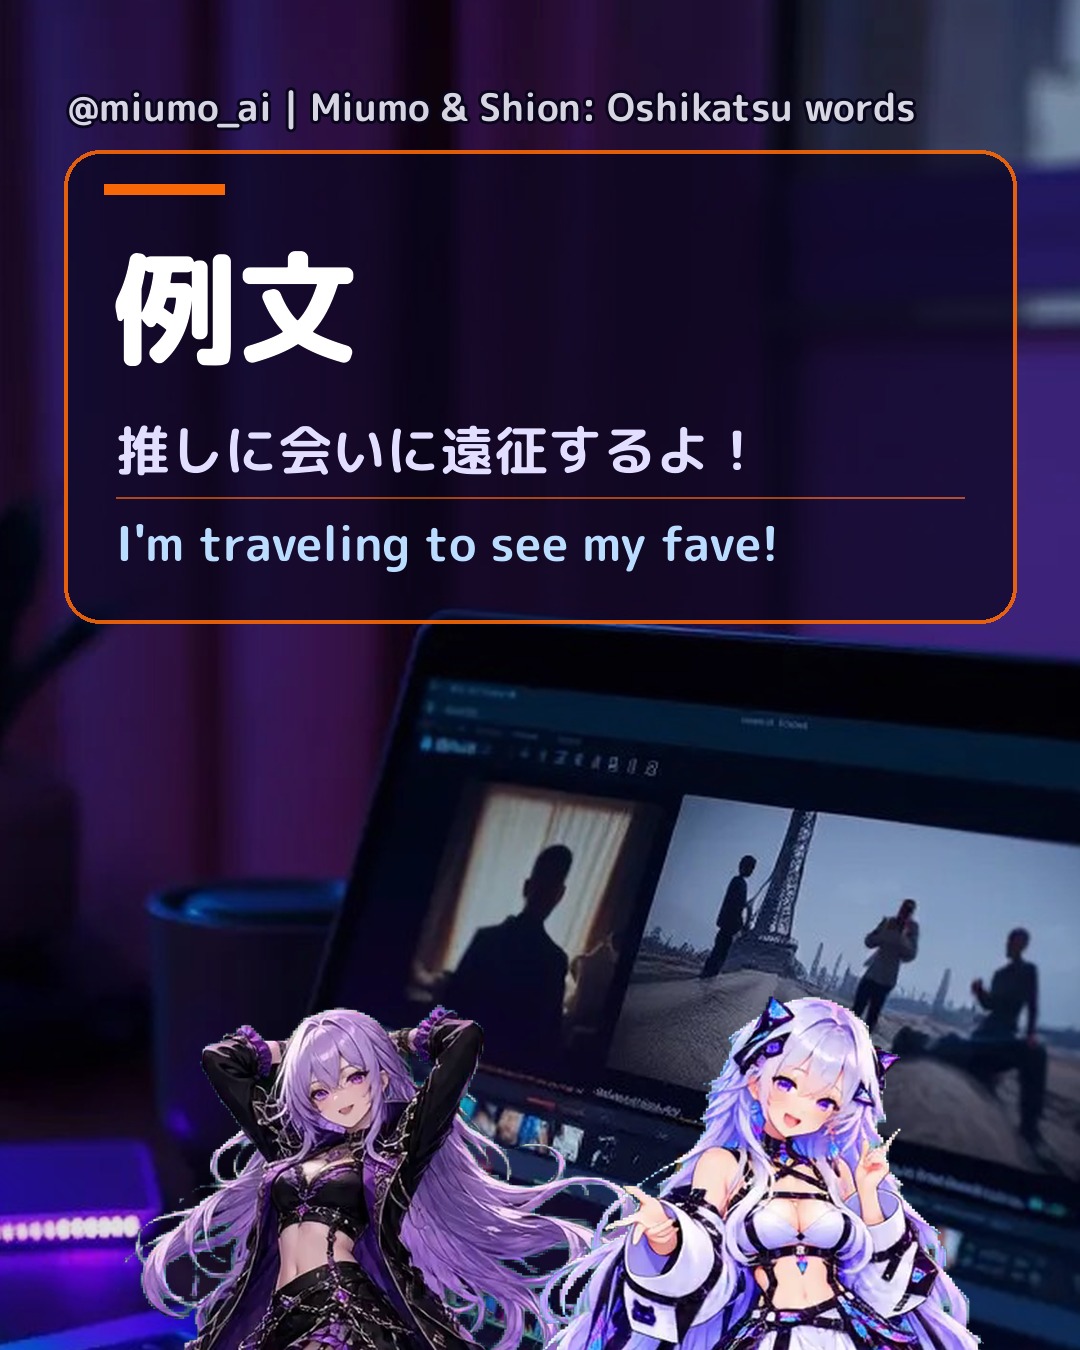 @miumo_ai | Miumo & Shion: Oshikatsu words
例文
推しに会いに遠征するよ！
I'm traveling to see my fave!